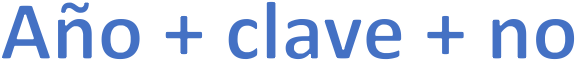 Año + clave + no